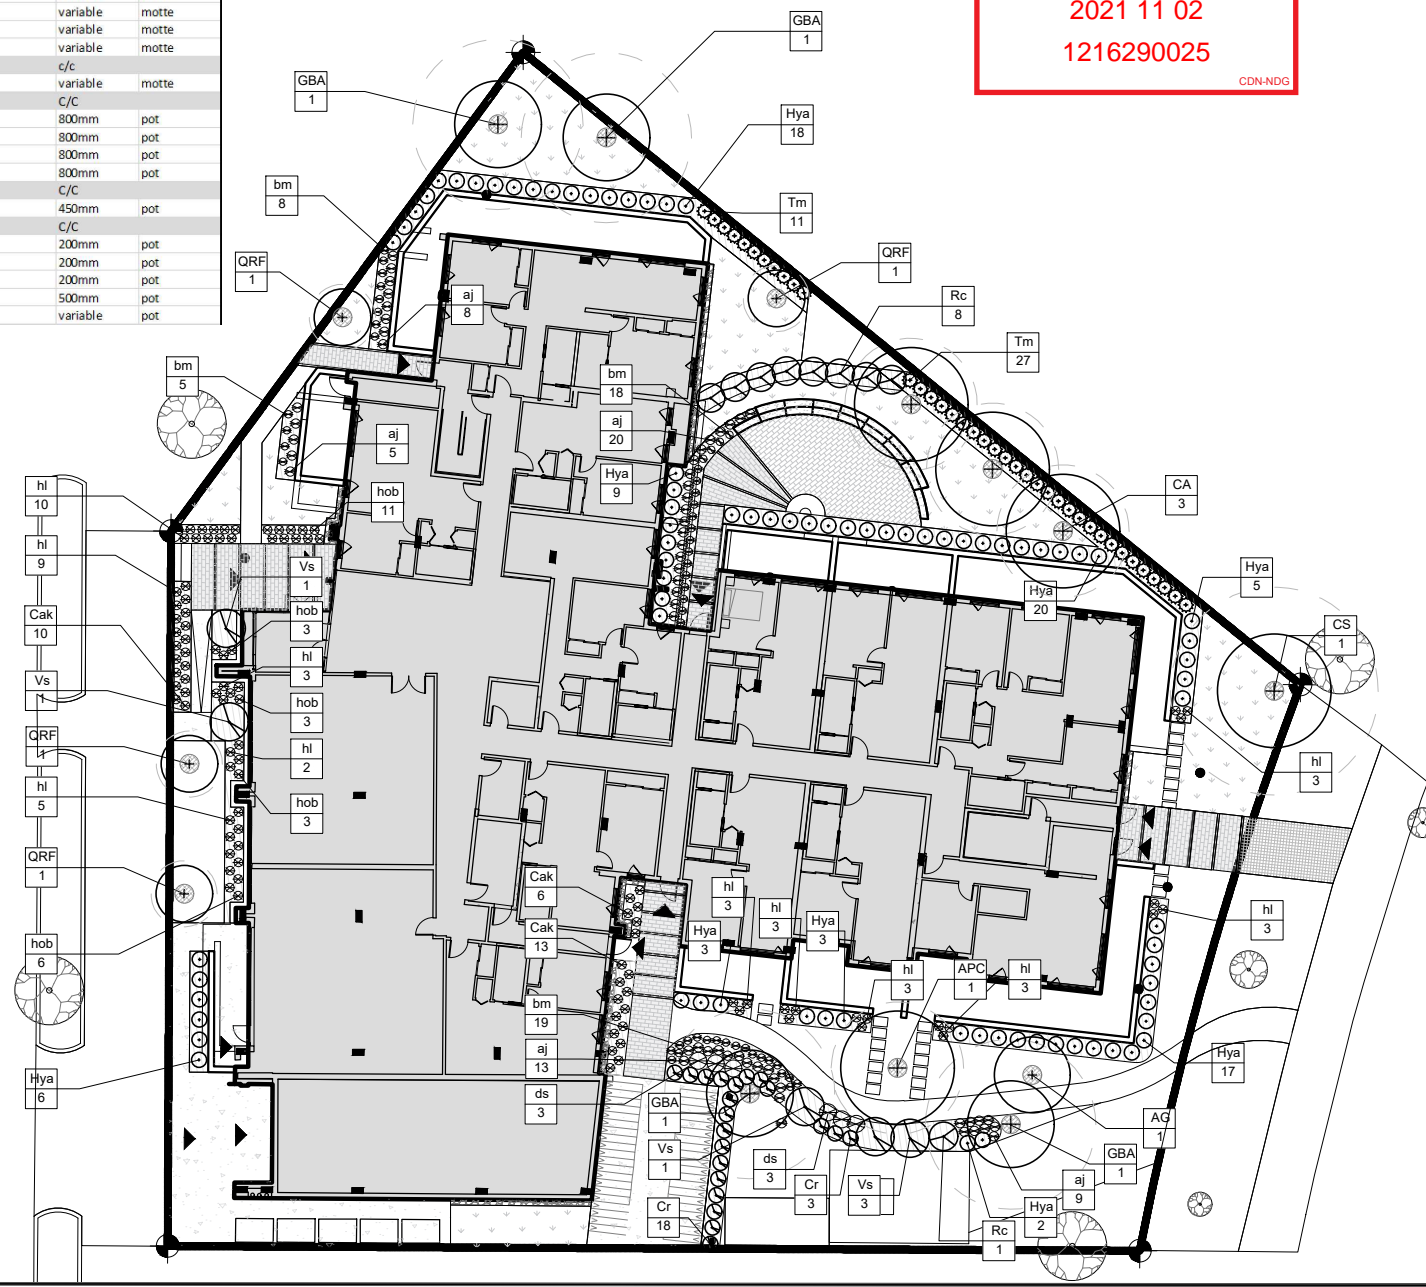 variable motte
variable motte
variable motte
c/c
variable motte
C/C
800mm pot
800mm pot
800mm pot
800mm pot
C/C
450mm pot
C/C
200mm pot
200mm pot
200mm pot
500mm pot
variable pot
2021 11 02
1216290025
CDN-NDG
GBA
1
GBA
1
Hya
18
bm
8
Tm
11
QRF
1
QRF
1
aj
8
Rc
8
Tm
27
bm
5
bm
18
aj
20
aj
5
Hya
9
hob
11
CA
3
hl
10
hl
9
Vs
1
Hya
5
Hya
20
hob
3
Cak
10
CS
1
hl
3
Vs
1
hob
3
QRF
1
hl
2
hl
3
hl
5
hob
3
QRF
1
Cak
6
hl
3
hl
3
Hya
3
hl
3
Cak
13
Hya
3
hob
6
hl
3
APC
1
hl
3
bm
19
aj
13
Hya
17
Hya
6
ds
3
GBA
1
AG
1
Vs
1
GBA
1
ds
3
Cr
3
Vs
3
aj
9
Cr
18
Hya
2
Rc
1